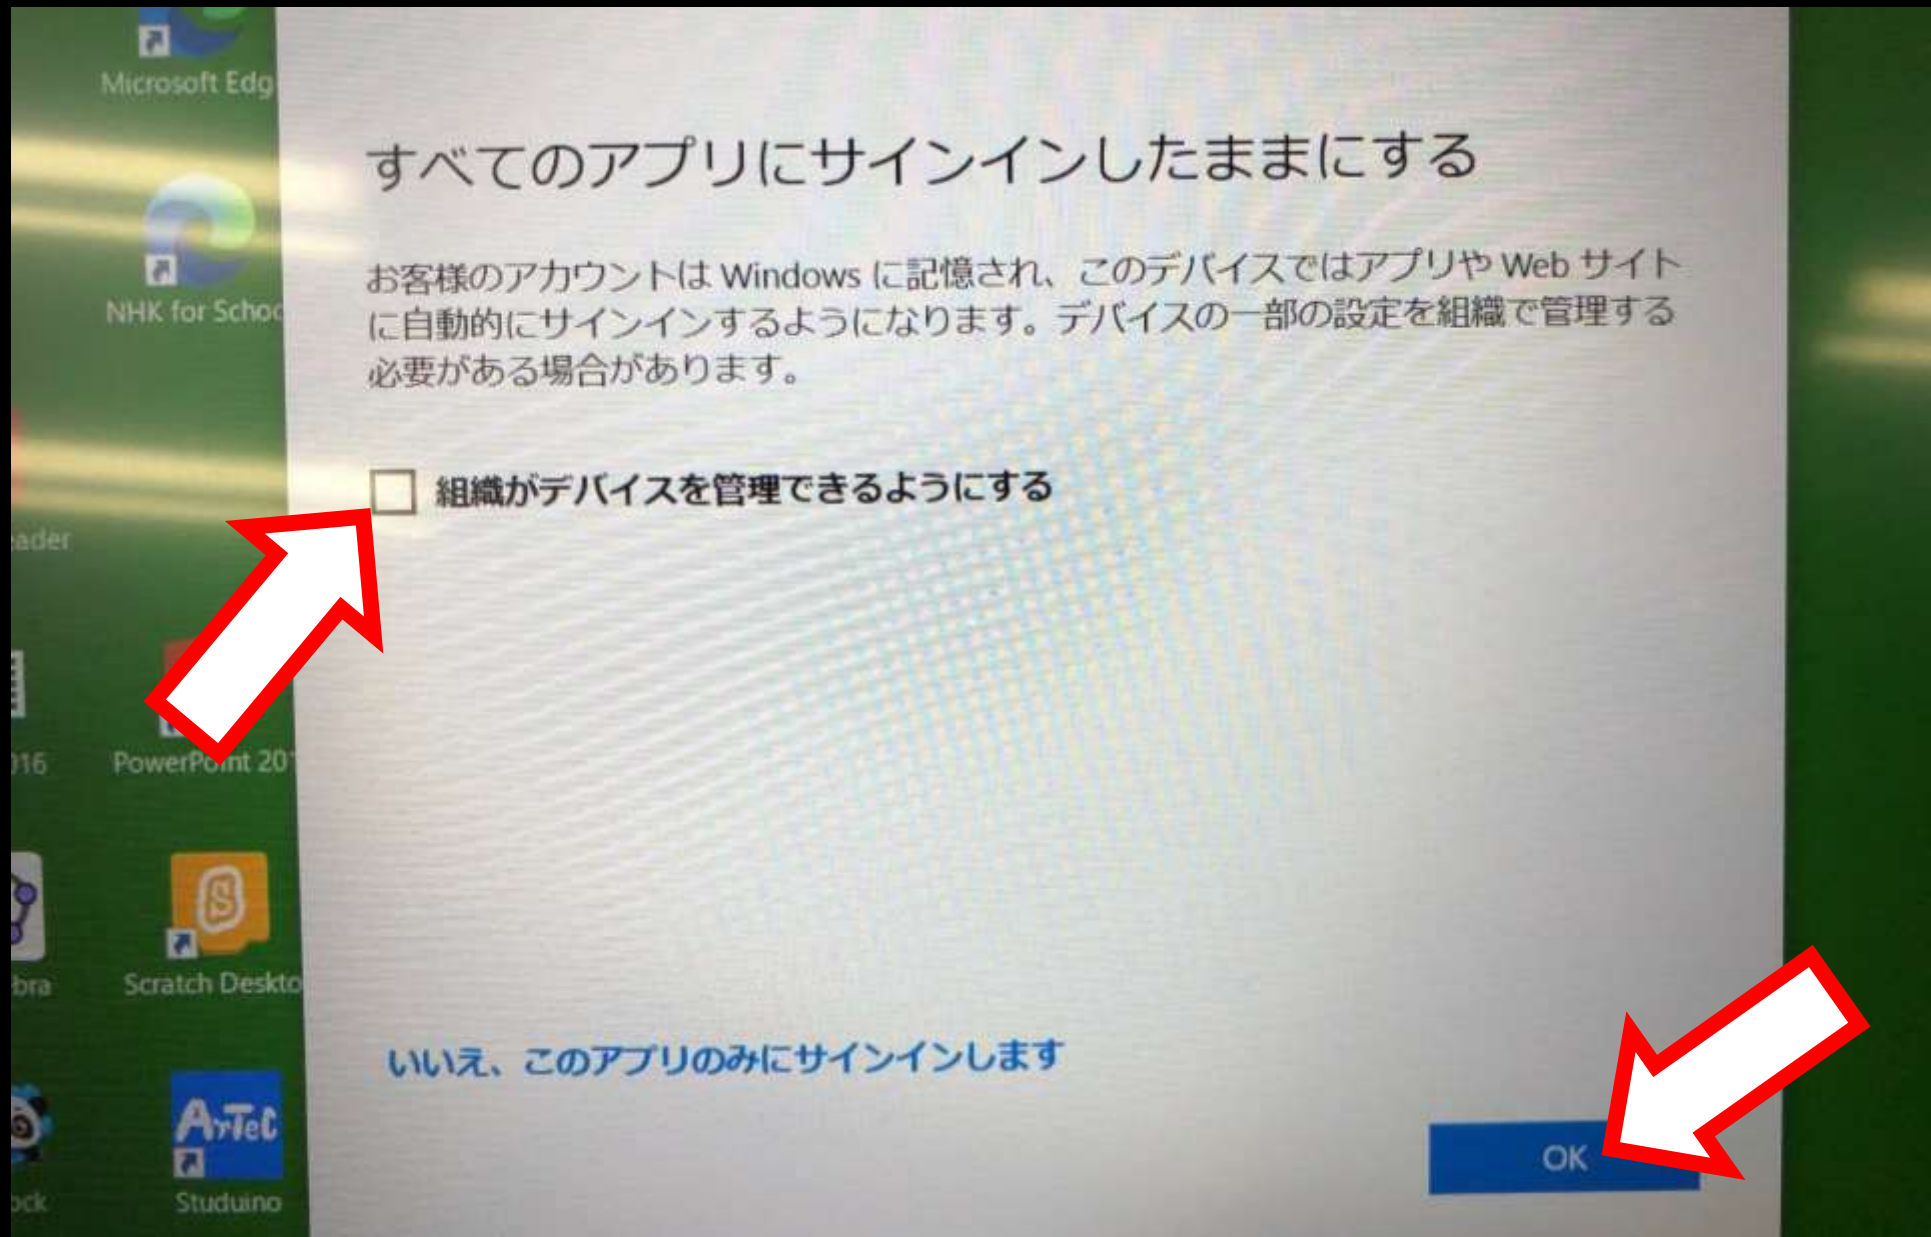 Microsoft Edg
すべてのアプリにサインインしたままにする
お客様のアカウントは Windows に記憶され、このデバイスではアプリや Web サイト
に自動的にサインインするようになります。デバイスの一部の設定を組織で管理する
必要がある場合があります。
NHK for Schoo
組織がデバイスを管理できるようにする
ader
016
PowerPoint 201
S
bra
Scratch Deskto
いいえ、このアプリのみにサインインします
ArTec
OK
ock
Studuino